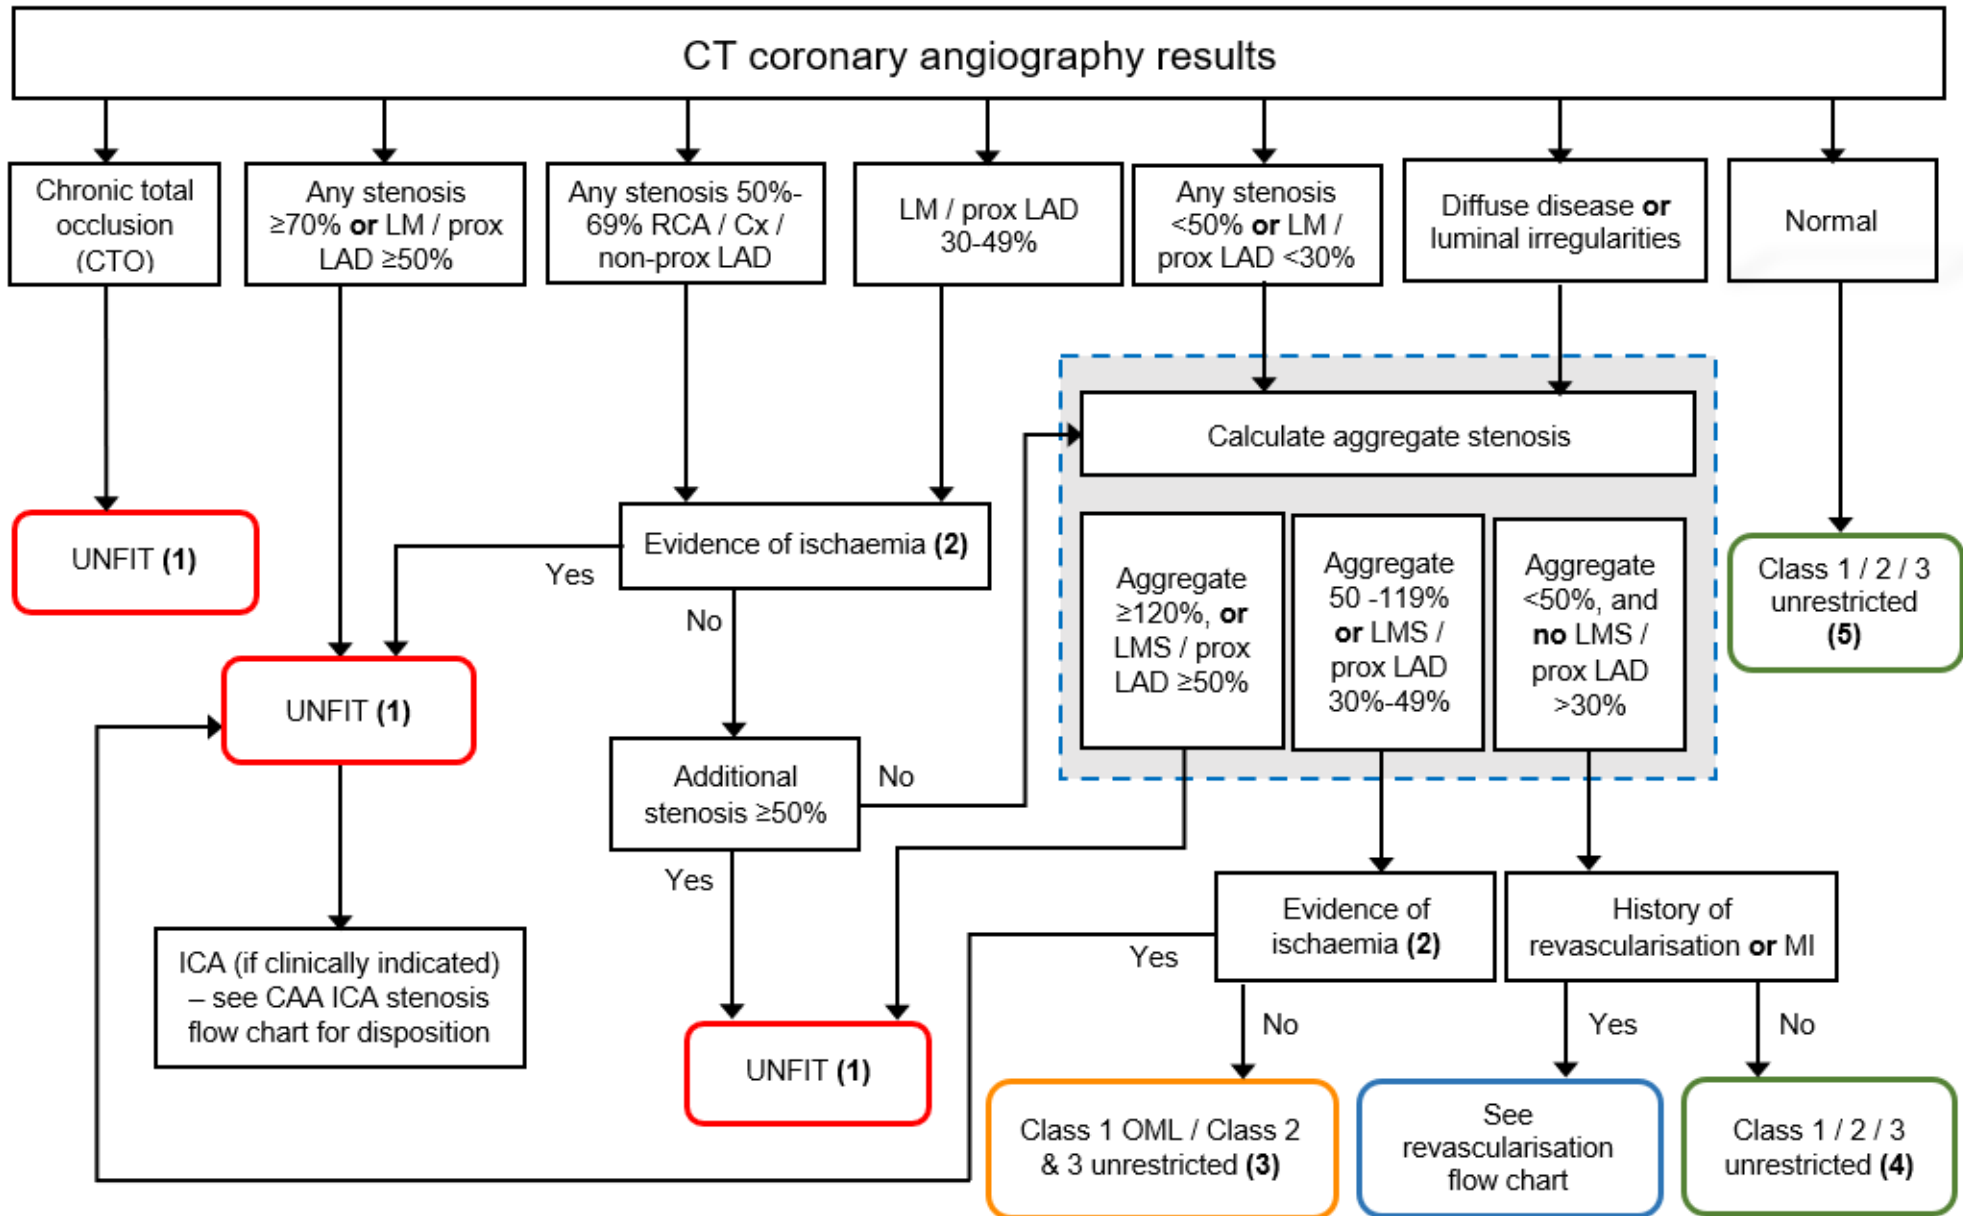 CT coronary angiography results
Chronic total
occlusion
(CTO)
Any stenosis
≥70% or LM / prox
LAD ≥50%
Any stenosis 50%-
69% RCA / Cx /
non-prox LAD
LM / prox LAD
30-49%
Any stenosis
<50% or LM /
prox LAD <30%
Diffuse disease or
luminal irregularities
Normal
Calculate aggregate stenosis
UNFIT (1)
Evidence of ischaemia (2)
Yes
No
Aggregate
≥120%, or
LMS / prox
LAD ≥50%
Aggregate
50 -119%
or LMS /
prox LAD
30%-49%
Aggregate
<50%, and
no LMS /
prox LAD
>30%
Class 1 / 2 / 3
unrestricted
(5)
UNFIT (1)
Additional
stenosis ≥50%
No
Yes
ICA (if clinically indicated)
– see CAA ICA stenosis
flow chart for disposition
Evidence of
ischaemia (2)
Yes
No
History of
revascularisation or MI
Yes
No
UNFIT (1)
Class 1 OML / Class 2
& 3 unrestricted (3)
See
revascularisation
flow chart
Class 1 / 2 / 3
unrestricted (4)